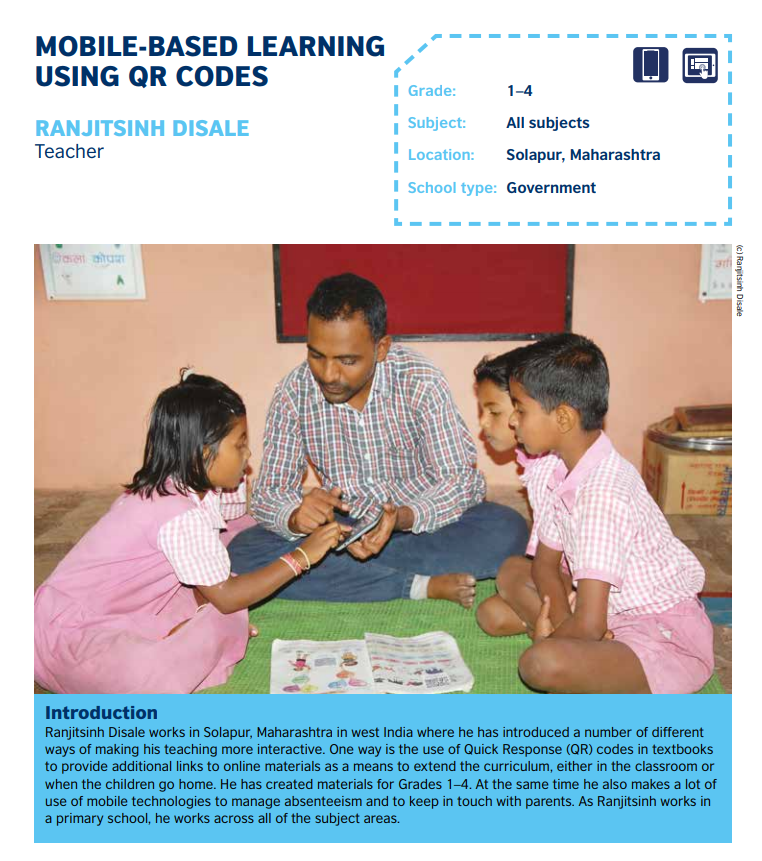 MOBILE-BASED LEARNING
USING QR CODES
RANJITSINH DISALE
Teacher
Grade: 1–4
Subject: All subjects
Location: Solapur, Maharashtra
School type: Government
(c) Ranjitsinh Disale
कोपरा
Introduction
Ranjitsinh Disale works in Solapur, Maharashtra in west India where he has introduced a number of different
ways of making his teaching more interactive. One way is the use of Quick Response (QR) codes in textbooks
to provide additional links to online materials as a means to extend the curriculum, either in the classroom or
when the children go home. He has created materials for Grades 1–4. At the same time he also makes a lot of
use of mobile technologies to manage absenteeism and to keep in touch with parents. As Ranjitsinh works in
a primary school, he works across all of the subject areas.